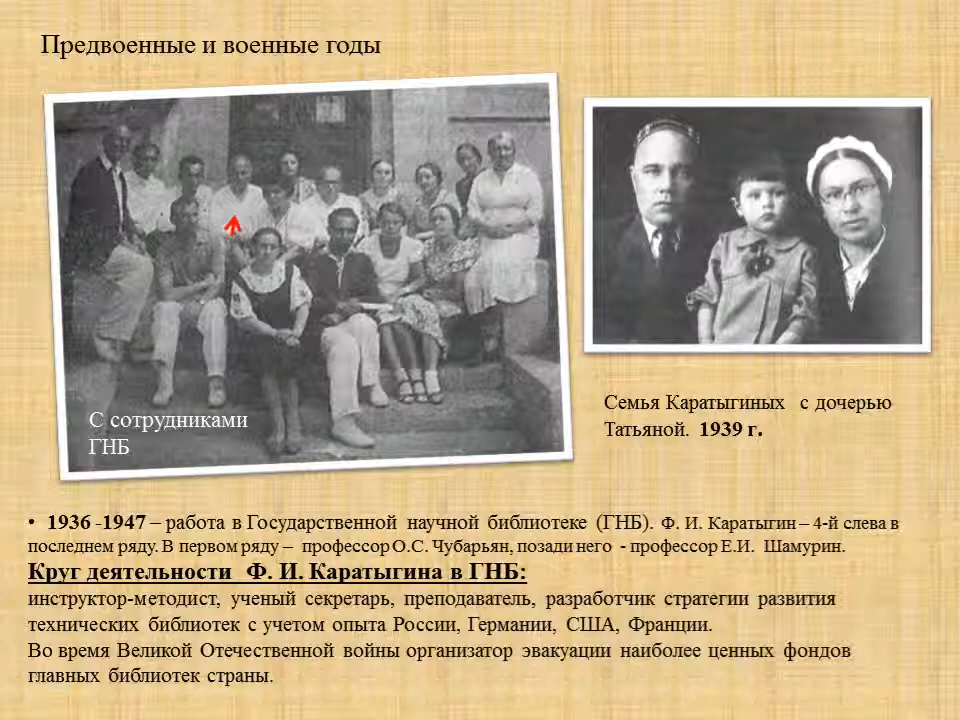 Предвоенные и военные годы
С сотрудниками
ГНБ
Семья Каратыгиных с дочерью
Татьяной. 1939 г.
• 1936 -1947 – работа в Государственной научной библиотеке (ГНБ). Ф. И. Каратыгин – 4-й слева в
последнем ряду. В первом ряду – профессор О.С. Чубарьян, позади него - профессор Е.И. Шамурин.
Круг деятельности Ф. И. Каратыгина в ГНБ:
инструктор-методист, ученый секретарь, преподаватель, разработчик стратегии развития
технических библиотек с учетом опыта России, Германии, США, Франции.
Во время Великой Отечественной войны организатор эвакуации наиболее ценных фондов
главных библиотек страны.